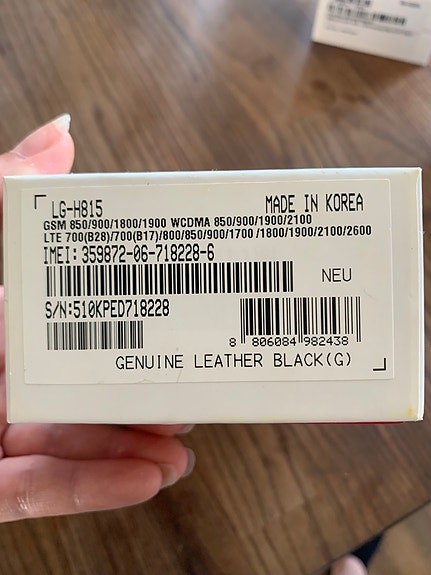 LG-H815 MADE IN KOREA
GSM 850/900/1800/1900 WCDMA 850/900/1900/2100
LTE 700(B28)/700(B17)/800/850/900/1700 /1800/1900/2100/2600
IMEI: 359872-06-718228-6
NEU
S/N:510KPED718228
8 806084 982438
GENUINE LEATHER BLACK(G)